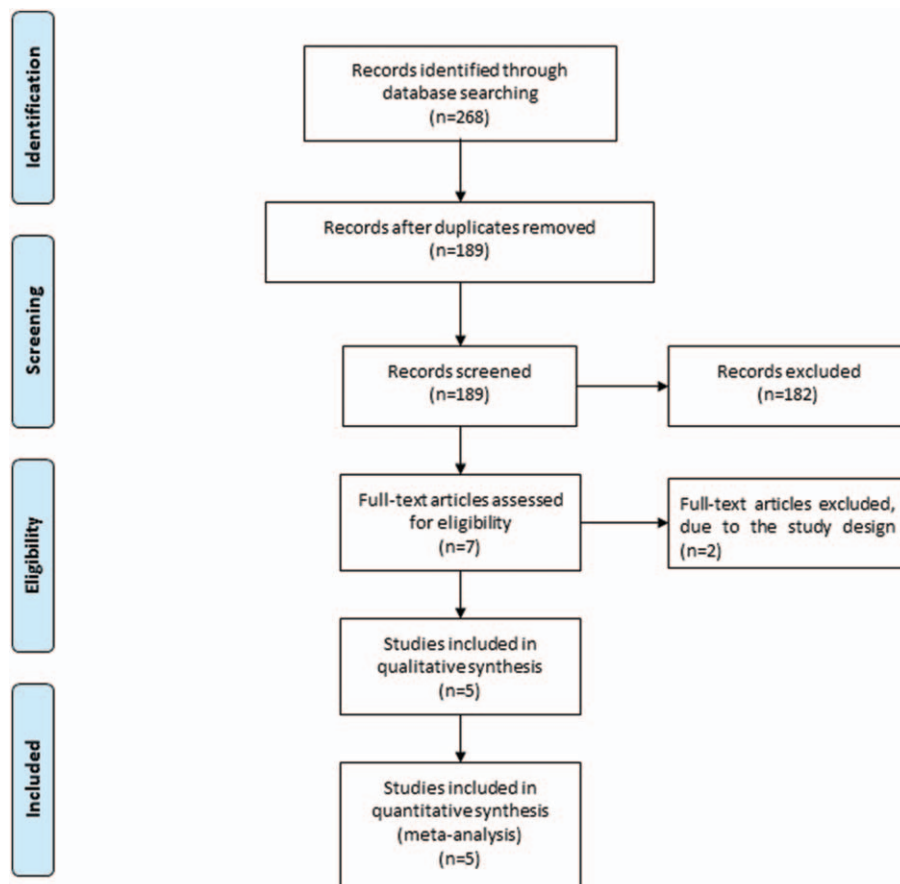 Identification
Records identified through
database searching
(n=268)
Records after duplicates removed
(n=189)
Screening
Records screened
(n=189)
Records excluded
(n=182)
Eligibility
Full-text articles assessed
for eligibility
(n=7)
Full-text articles excluded,
due to the study design
(n=2)
Studies included in
qualitative synthesis
(n=5)
Included
Studies included in
quantitative synthesis
(meta-analysis)
(n=5)